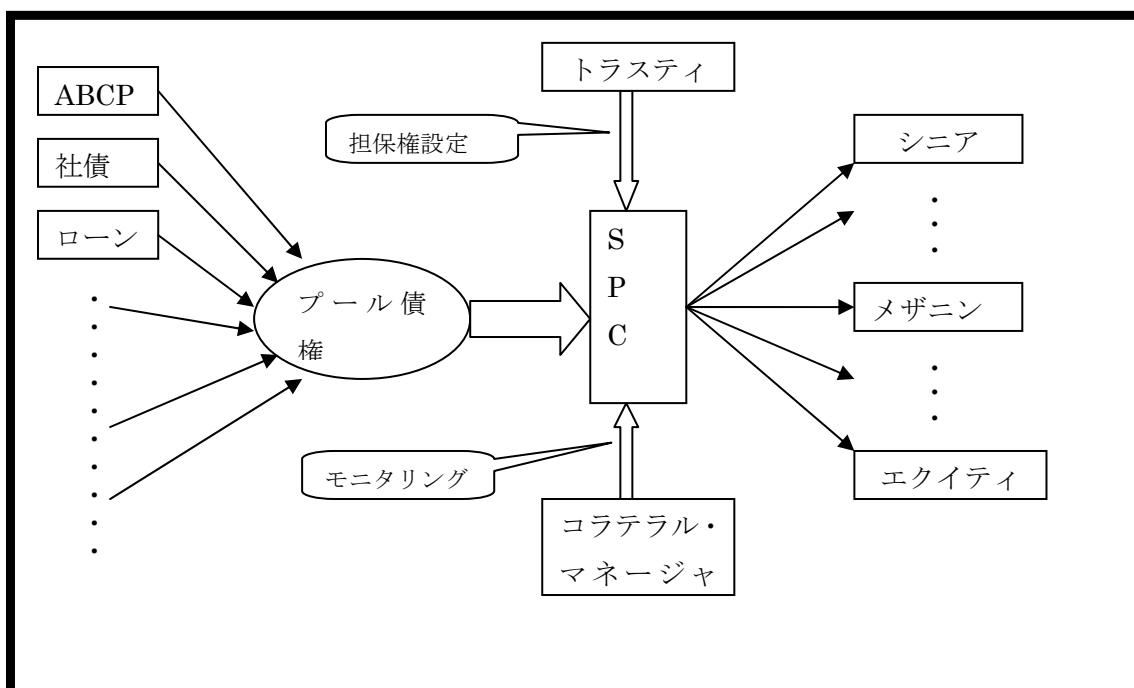 ABCP
社債
ローン
プール債
権
トラスティ
担保権設定
S
P
C
モニタリング
コラテラル・
マネージャ
シニア
メザニン
エクイティ